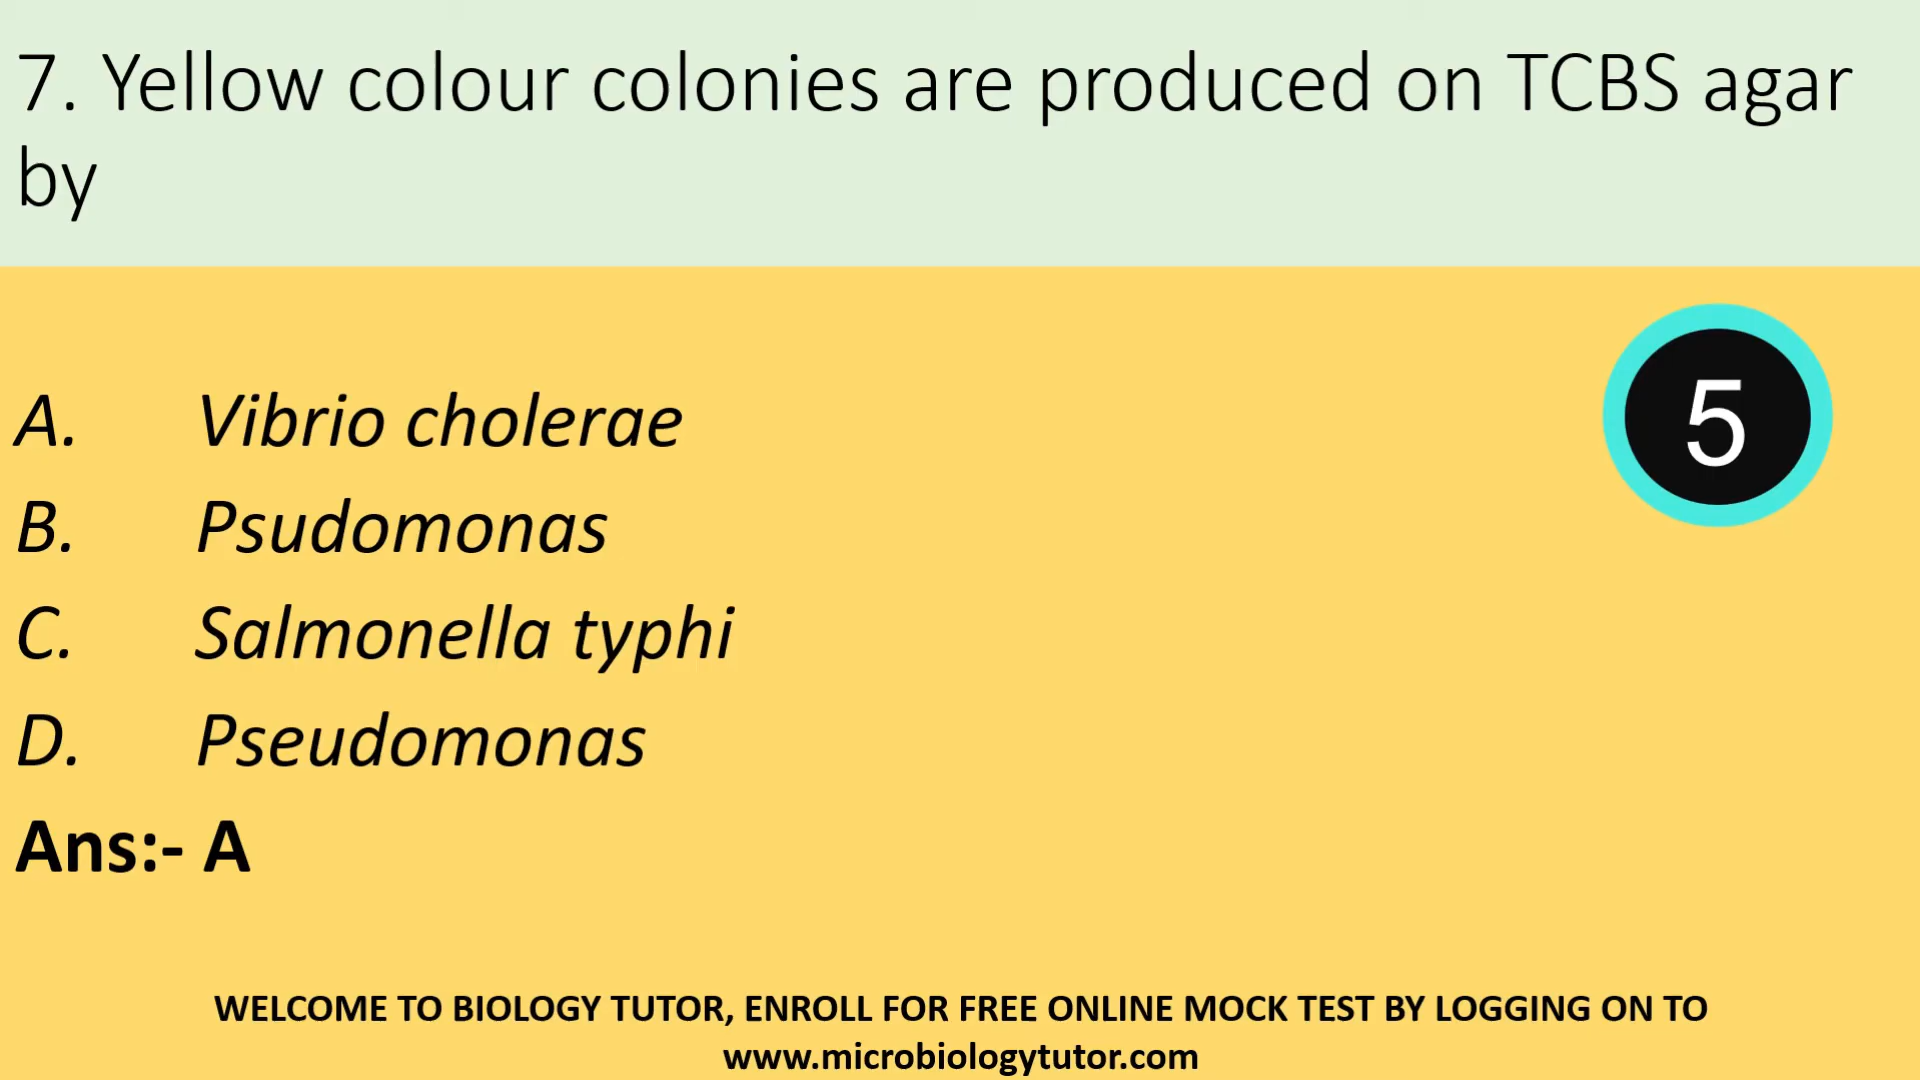 7. Yellow colour colonies are produced on TCBS agar
by
5
A. Vibrio cholerae
B. Psudomonas
C. Salmonella typhi
D. Pseudomonas
Ans:- A
WELCOME TO BIOLOGY TUTOR, ENROLL FOR FREE ONLINE MOCK TEST BY LOGGING ON TO
www.microbiologytutor.com